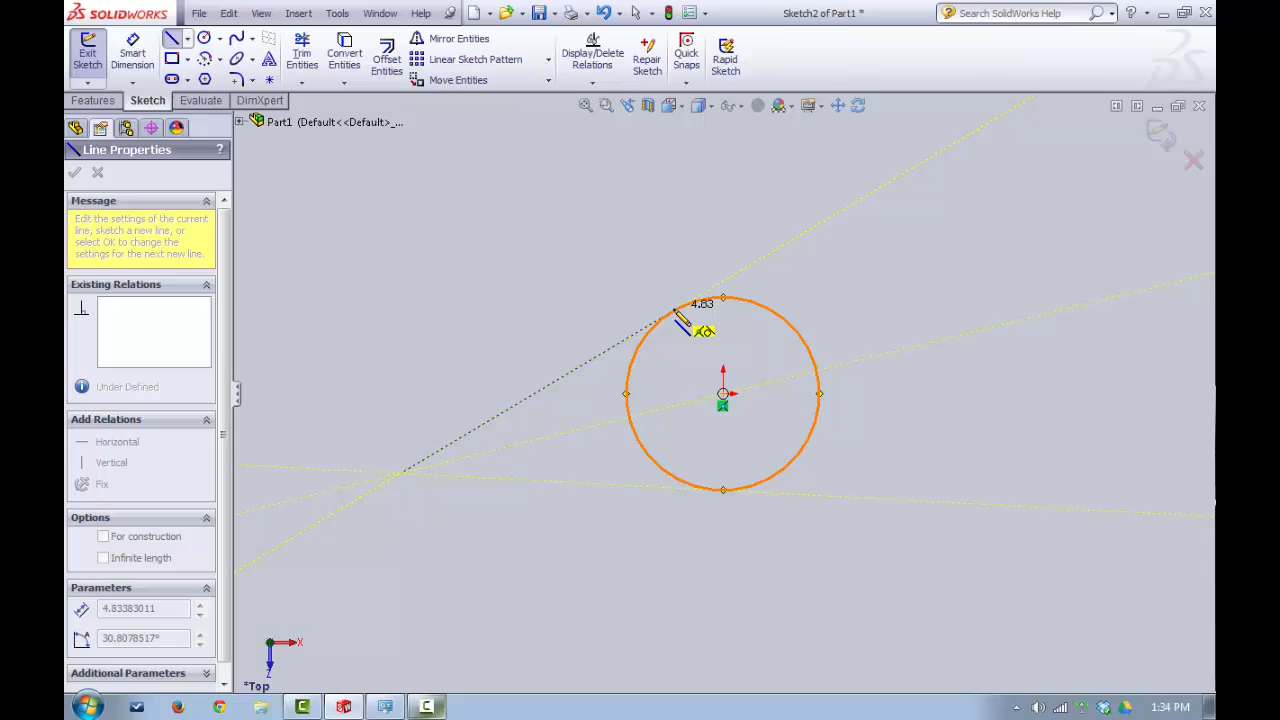 SOLIDWORKS File Edit View Insert Tools Window Help Sketch2 of Part1 * Search SolidWorks Help ?
Exit Sketch
Smart Dimension
Trim Entities
Convert Entities
Offset Entities
Mirror Entities
Linear Sketch Pattern
Move Entities
Display/Delete Relations
Repair Sketch
Quick Snaps
Rapid Sketch
Features Sketch Evaluate DimXpert
Part1 (Default<<Default>_...
Line Properties ?
Message
Edit the settings of the current
line, sketch a new line, or
select OK to change the
settings for the next new line.
Existing Relations
Under Defined
Add Relations
Horizontal
Vertical
Fix
Options
For construction
Infinite length
Parameters
4.83383011
30.8078517°
Additional Parameters
4.83
X
Z
*Top
1:34 PM